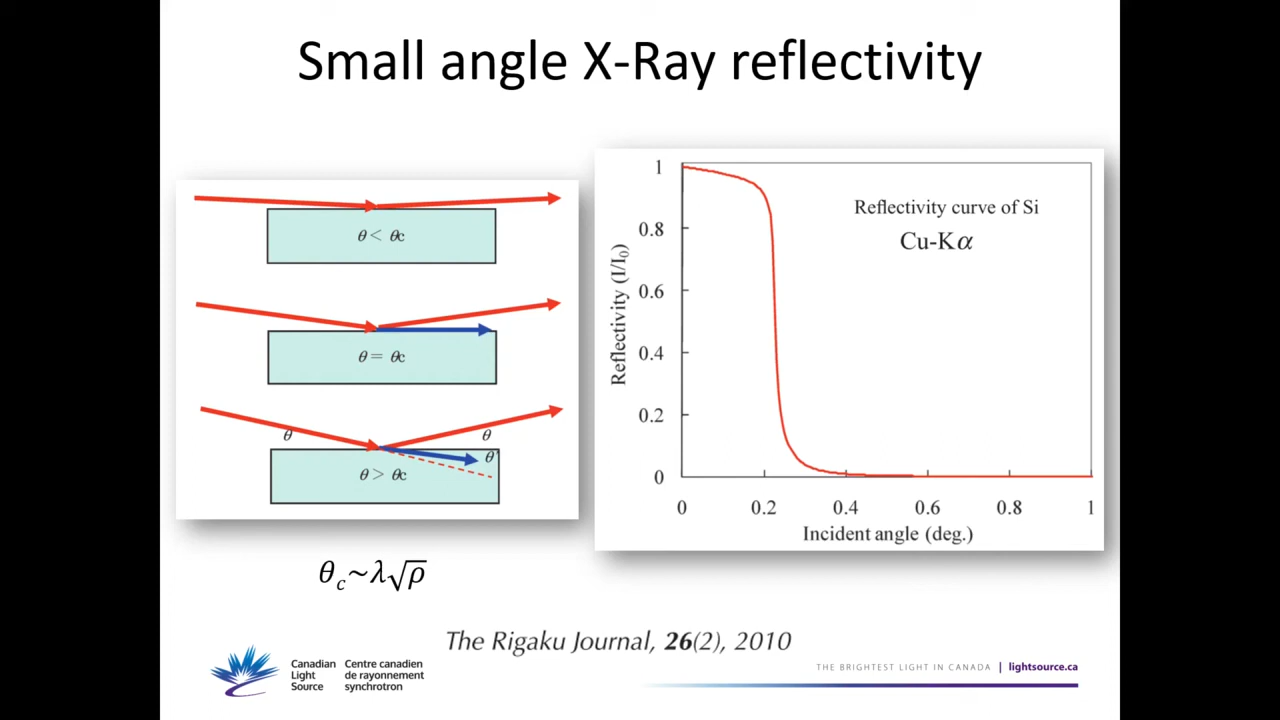 Small angle X-Ray reflectivity
θ < θc
θ = θc
θ
θ
θ'
θ > θc
θc~λ√ρ
1
0.8
0.6
0.4
0.2
0
Reflectivity (I/I0)
Reflectivity curve of Si
Cu-Kα
0 0.2 0.4 0.6 0.8 1
Incident angle (deg.)
The Rigaku Journal, 26(2), 2010
Canadian Light Source
Centre canadien de rayonnement synchrotron
THE BRIGHTEST LIGHT IN CANADA | lightsource.ca